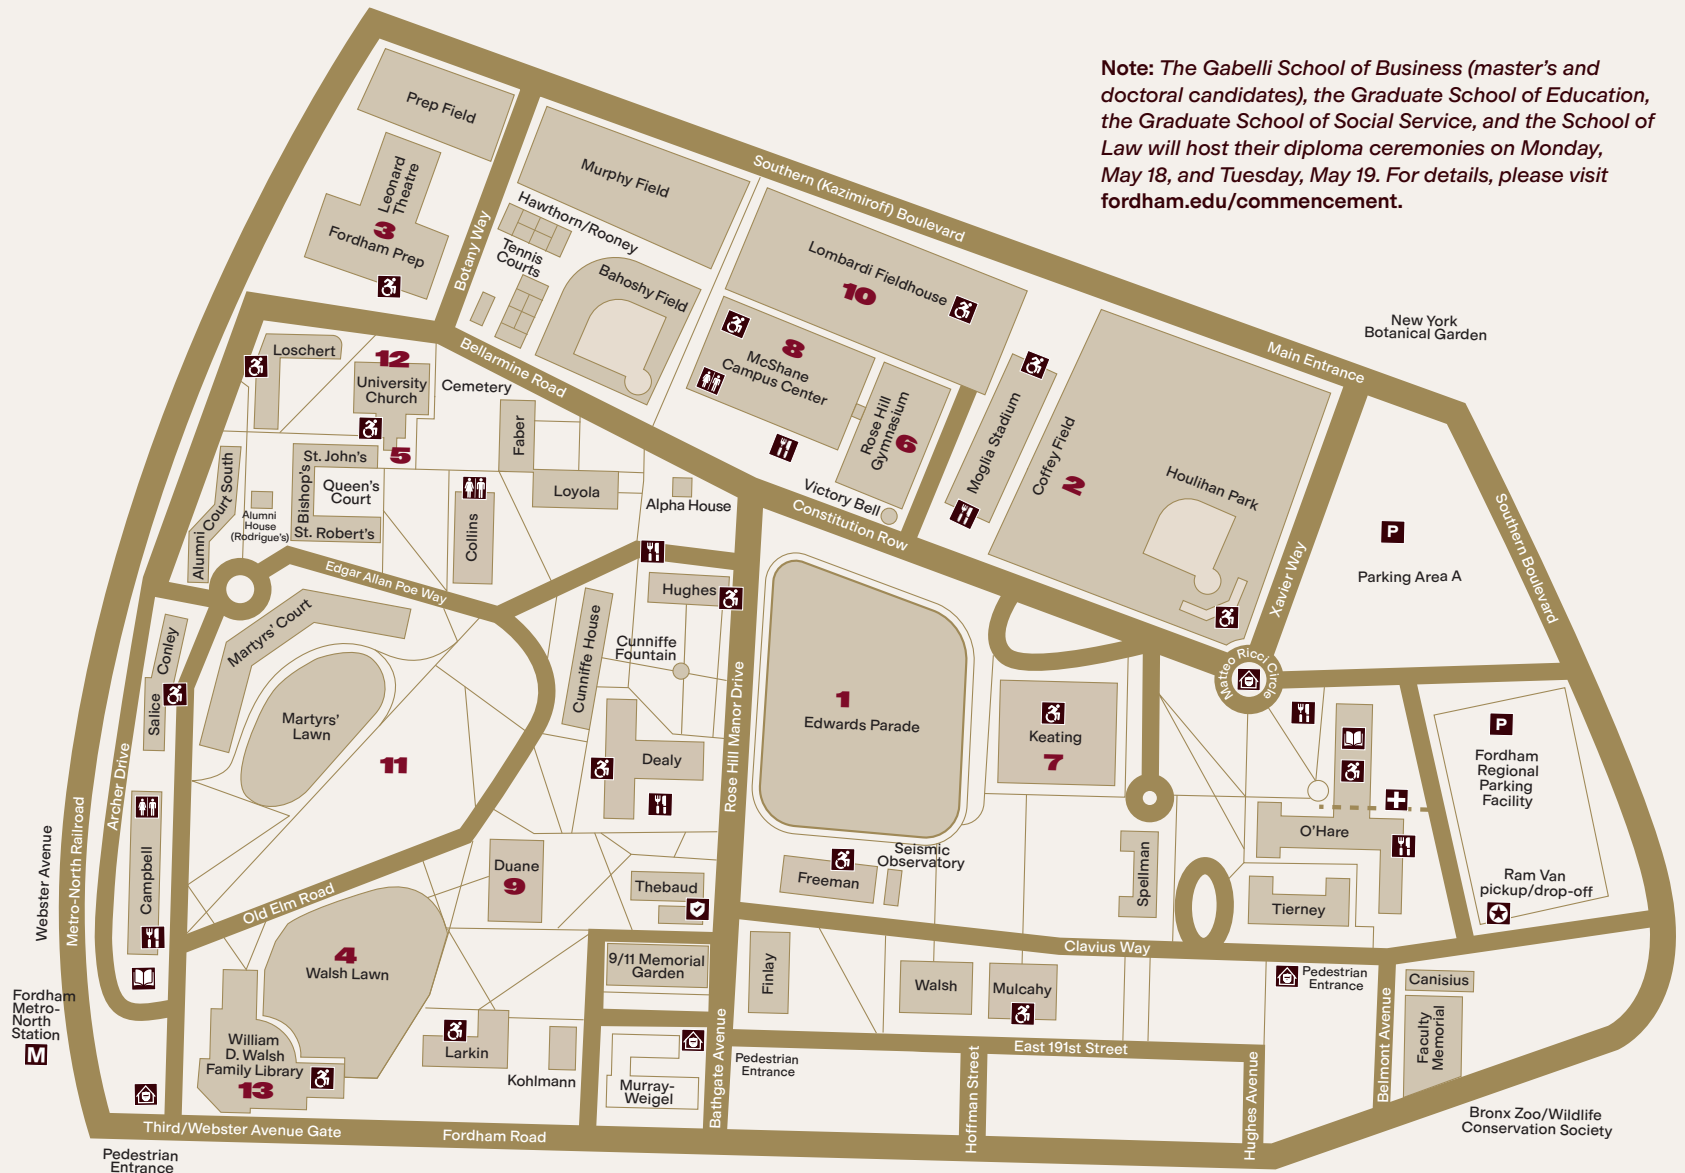 Note: The Gabelli School of Business (master's and
doctoral candidates), the Graduate School of Education,
the Graduate School of Social Service, and the School of
Law will host their diploma ceremonies on Monday,
May 18, and Tuesday, May 19. For details, please visit
fordham.edu/commencement.
Prep Field
Leonard
Theatre
3
Fordham Prep
Botany Way
Murphy Field
Hawthorn/Rooney
Tennis
Courts
Bahoshy Field
Southern (Kazimiroff) Boulevard
Lombardi Fieldhouse
10
8
McShane
Campus Center
Rose Hill
Gymnasium
6
Victory Bell
Moglia Stadium
Coffey Field
2
Houlihan Park
Main Entrance
New York
Botanical Garden
Xavier Way
P
Parking Area A
Southern Boulevard
Loschert
12
University
Church
5
Cemetery
Bellarmine Road
Faber
Loyola
Alpha House
Constitution Row
Alumni Court South
Alumni
House
(Rodrigue's)
St. John's
Bishop's
Queen's
Court
St. Robert's
Collins
Edgar Allan Poe Way
Hughes
Cunniffe House
Cunniffe
Fountain
Rose Hill Manor Drive
1
Edwards Parade
Keating
7
Matteo Ricci Circle
Martyrs' Court
Conley
Salice
Martyrs'
Lawn
11
Dealy
Archer Drive
Campbell
Webster Avenue
Metro-North Railroad
Old Elm Road
Duane
9
Thebaud
Freeman
Seismic
Observatory
Spellman
O'Hare
Tierney
P
Fordham
Regional
Parking
Facility
Ram Van
pickup/drop-off
Clavius Way
4
Walsh Lawn
9/11 Memorial
Garden
Finlay
Walsh
Mulcahy
Pedestrian
Entrance
Canisius
Faculty
Memorial
Belmont Avenue
Fordham
Metro-
North
Station
M
William
D. Walsh
Family Library
13
Larkin
Kohlmann
Murray-
Weigel
Bathgate Avenue
Pedestrian
Entrance
East 191st Street
Hoffman Street
Hughes Avenue
Bronx Zoo/Wildlife
Conservation Society
Third/Webster Avenue Gate
Fordham Road
Pedestrian
Entrance